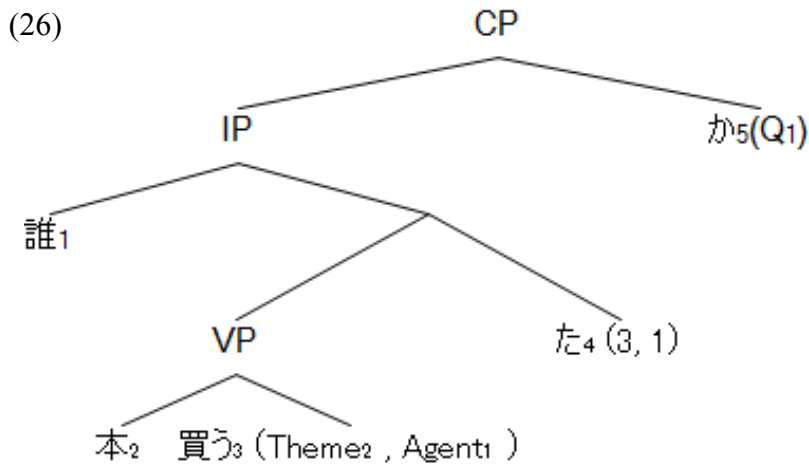 (26)
CP
IP
か5(Q1)
誰1
VP
た4 (3, 1)
本2 買う3 (Theme2 , Agent1 )